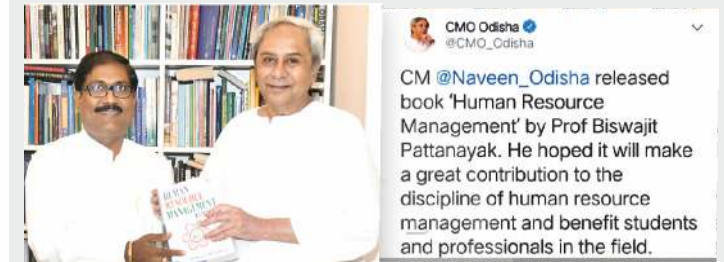 HUMAN
RESOURCE
MANAGEMENT
CMO Odisha
@CMO_Odisha
CM @Naveen_Odisha released
book 'Human Resource
Management' by Prof Biswajit
Pattanayak. He hoped it will make
a great contribution to the
discipline of human resource
management and benefit students
and professionals in the field.